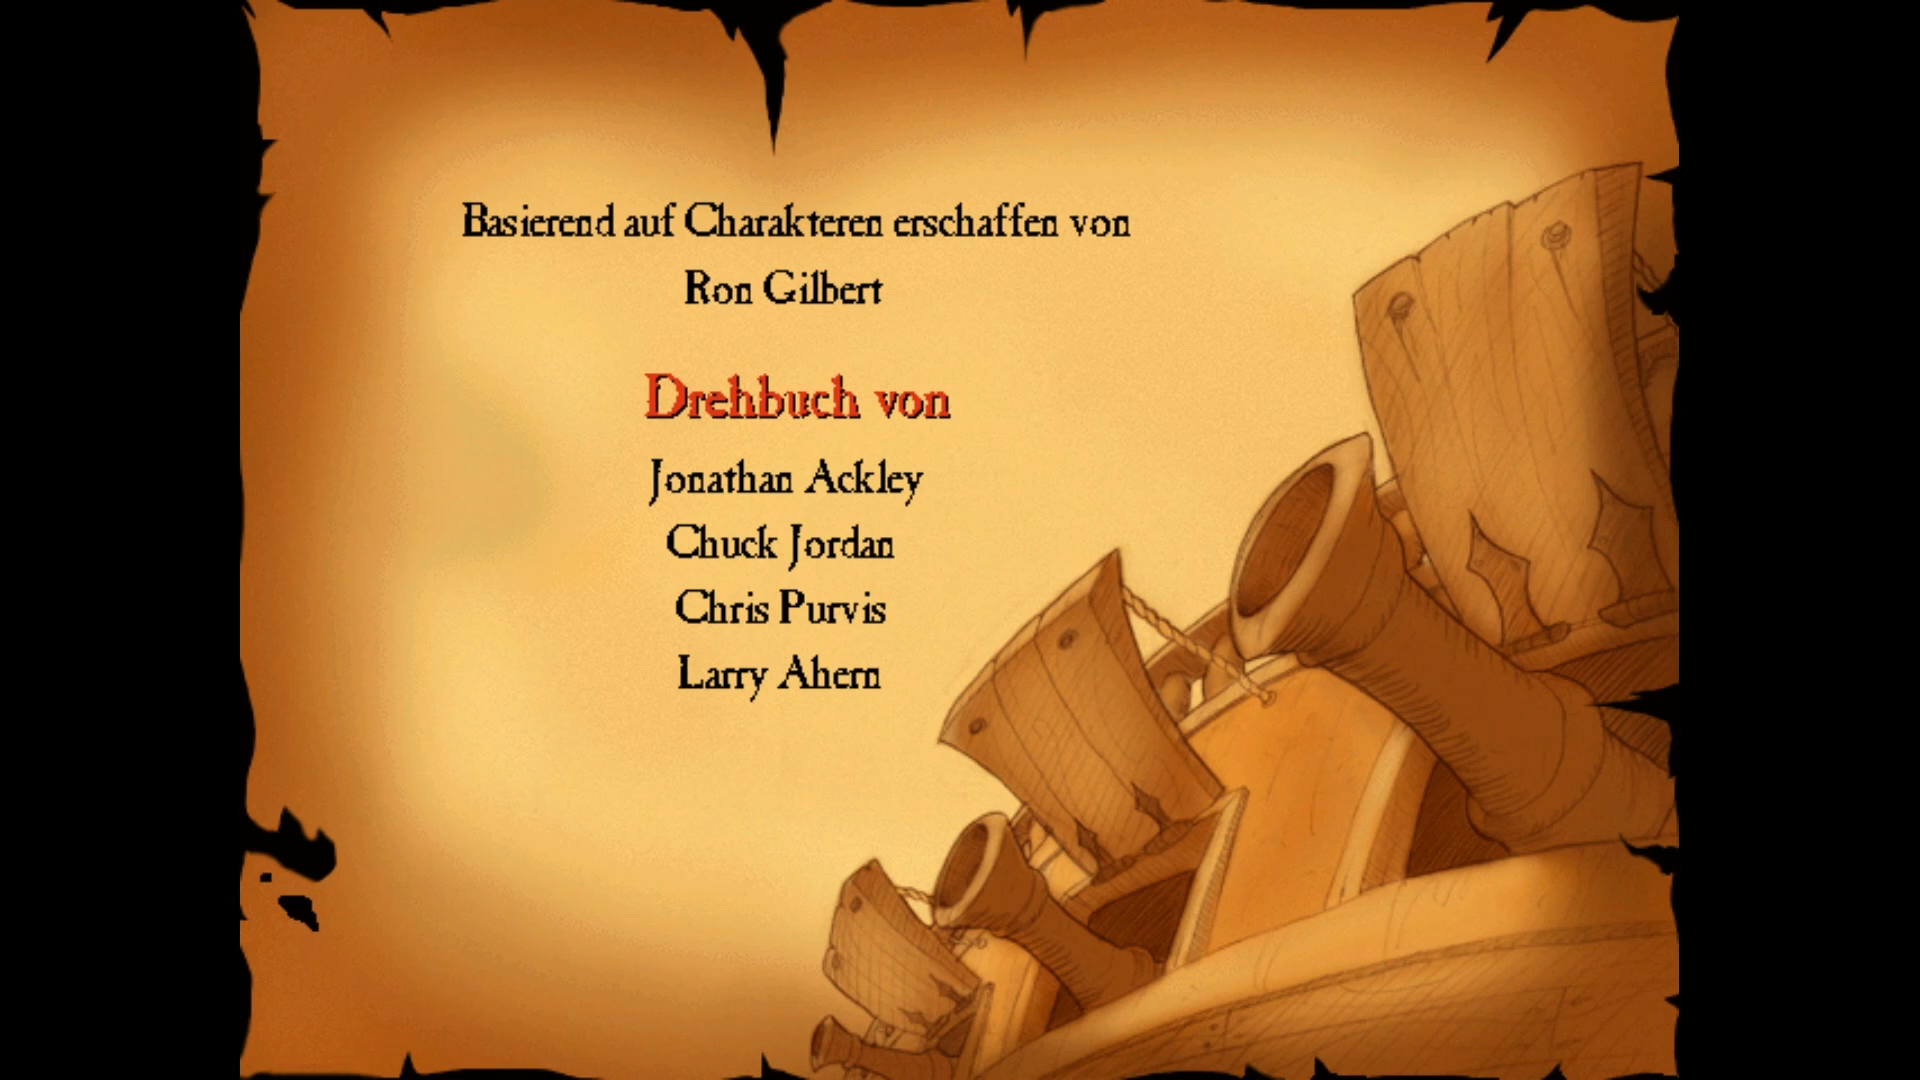 Basierend auf Charakteren erschaffen von
Ron Gilbert
Drehbuch von
Jonathan Ackley
Chuck Jordan
Chris Purvis
Larry Ahern